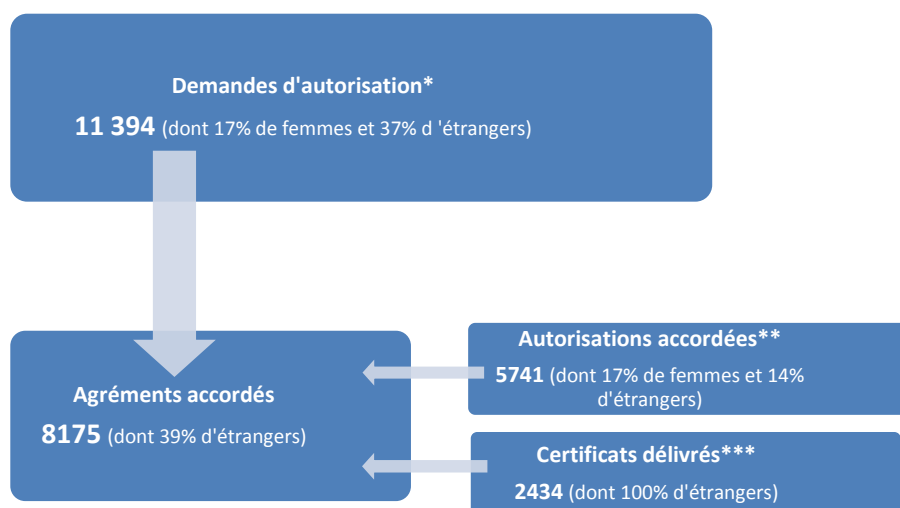 Demandes d'autorisation*
11 394 (dont 17% de femmes et 37% d 'étrangers)
Agréments accordés
8175 (dont 39% d'étrangers)
Autorisations accordées**
5741 (dont 17% de femmes et 14%
d'étrangers)
Certificats délivrés***
2434 (dont 100% d'étrangers)